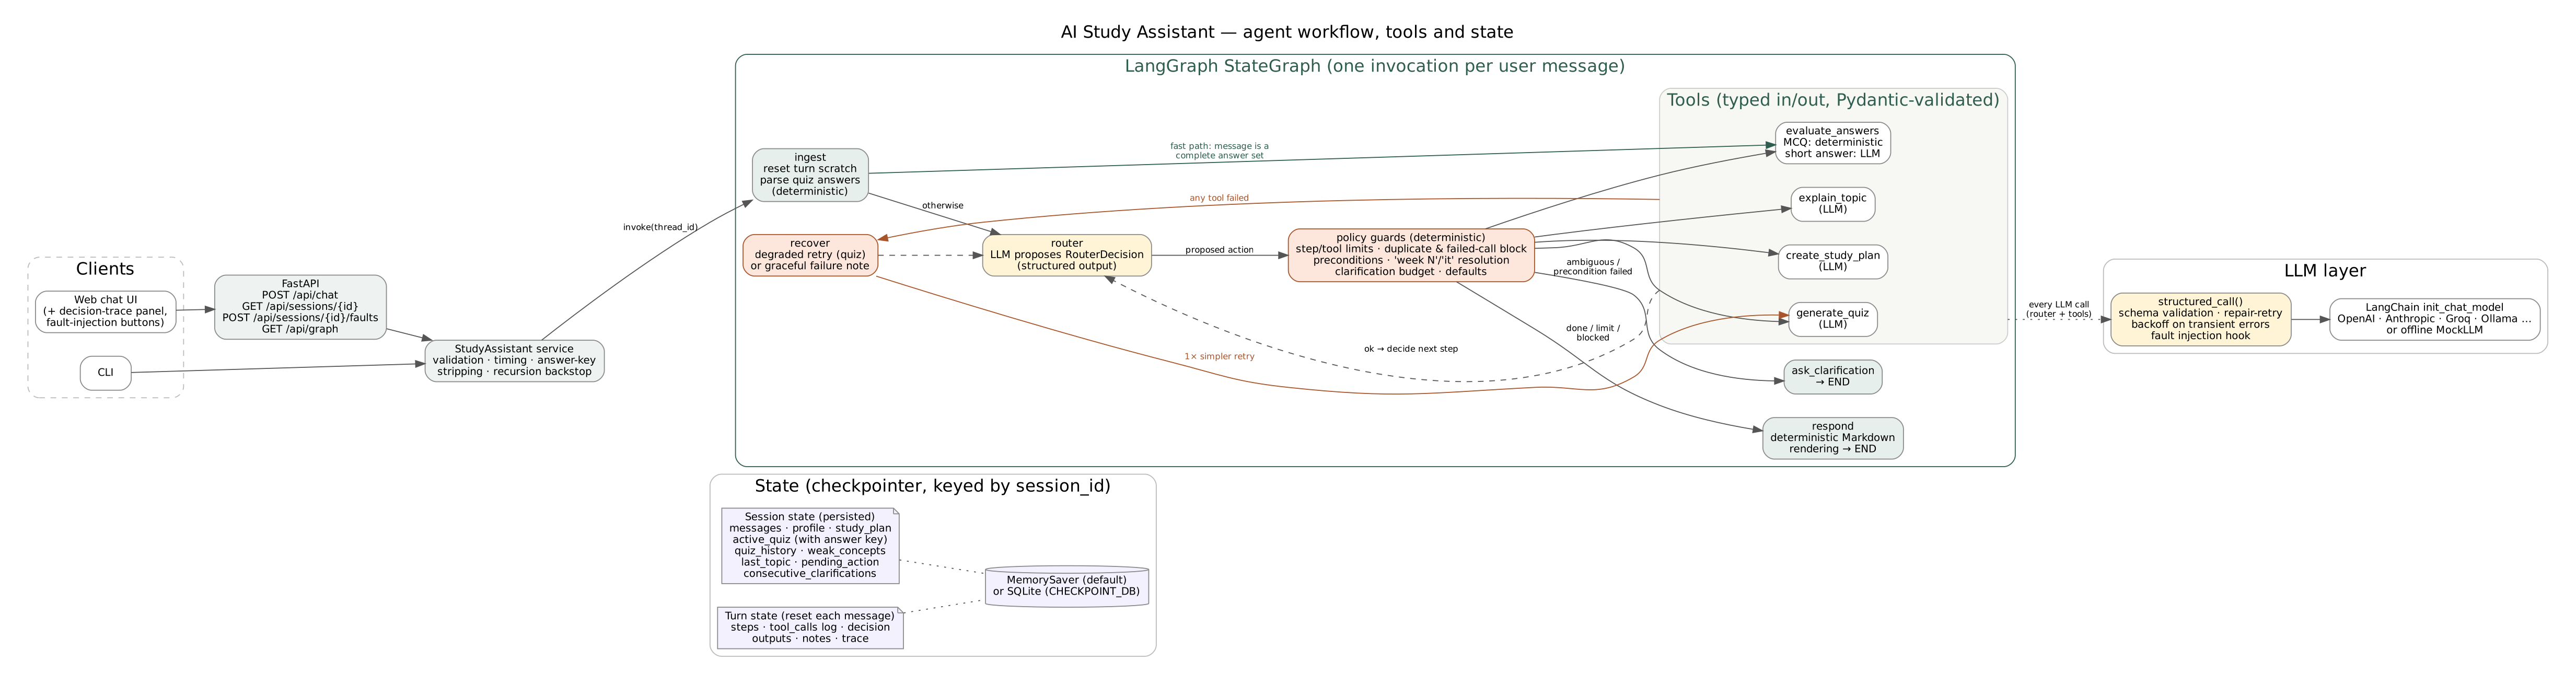 AI Study Assistant — agent workflow, tools and state
LangGraph StateGraph (one invocation per user message)
Tools (typed in/out, Pydantic-validated)
evaluate_answers
MCQ: deterministic
short answer: LLM
explain_topic
(LLM)
create_study_plan
(LLM)
generate_quiz
(LLM)
ask_clarification
→ END
respond
deterministic Markdown
rendering → END
ingest
reset turn scratch
parse quiz answers
(deterministic)
fast path: message is a
complete answer set
otherwise
any tool failed
recover
degraded retry (quiz)
or graceful failure note
router
LLM proposes RouterDecision
(structured output)
proposed action
policy guards (deterministic)
step/tool limits · duplicate & failed-call block
preconditions · 'week N'/'it' resolution
clarification budget · defaults
ambiguous /
precondition failed
done / limit /
blocked
ok → decide next step
1× simpler retry
invoke(thread_id)
Clients
Web chat UI
(+ decision-trace panel,
fault-injection buttons)
CLI
FastAPI
POST /api/chat
GET /api/sessions/{id}
POST /api/sessions/{id}/faults
GET /api/graph
StudyAssistant service
validation · timing · answer-key
stripping · recursion backstop
every LLM call
(router + tools)
LLM layer
structured_call()
schema validation · repair-retry
backoff on transient errors
fault injection hook
LangChain init_chat_model
OpenAI · Anthropic · Groq · Ollama ...
or offline MockLLM
State (checkpointer, keyed by session_id)
Session state (persisted)
messages · profile · study_plan
active_quiz (with answer key)
quiz_history · weak_concepts
last_topic · pending_action
consecutive_clarifications
Turn state (reset each message)
steps · tool_calls log · decision
outputs · notes · trace
MemorySaver (default)
or SQLite (CHECKPOINT_DB)